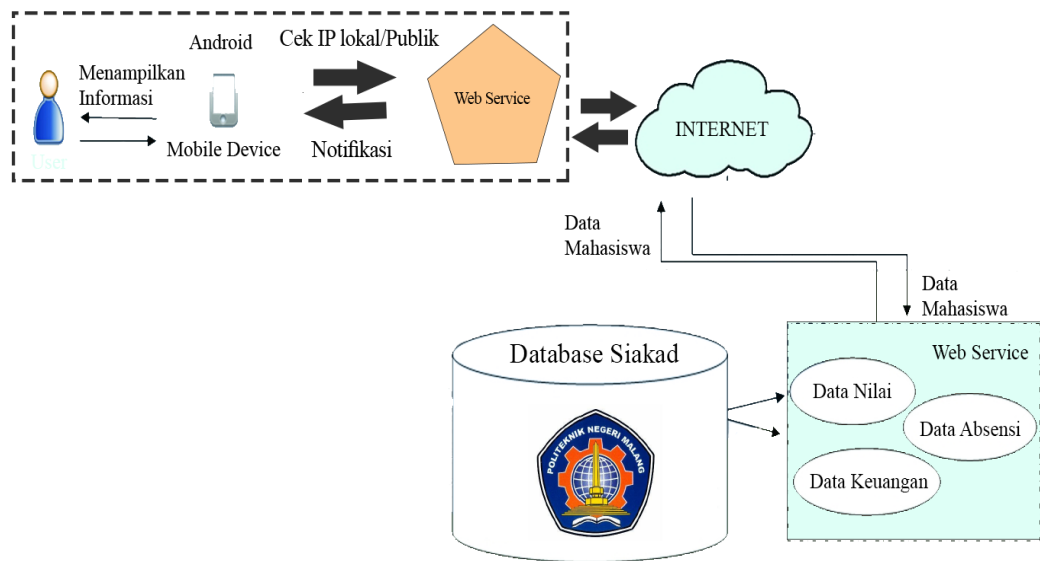 Android
Cek IP lokal/Publik
Menampilkan
Informasi
Web Service
INTERNET
User
Mobile Device
Notifikasi
Data
Mahasiswa
Data
Mahasiswa
Database Siakad
Web Service
Data Nilai
Data Absensi
Data Keuangan
POLITEKNIK NEGERI MALANG